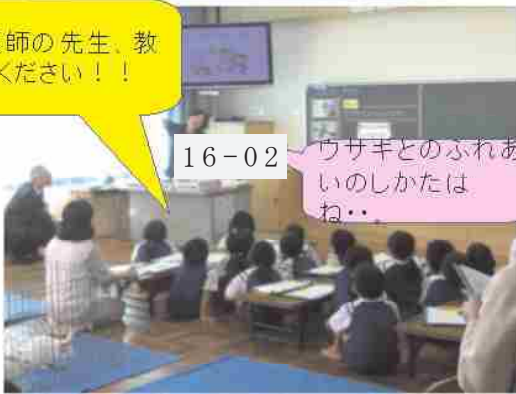 師の先生、教
ください！！
16-02
ウサギとのふれあ
いのしかたは
ね・・。